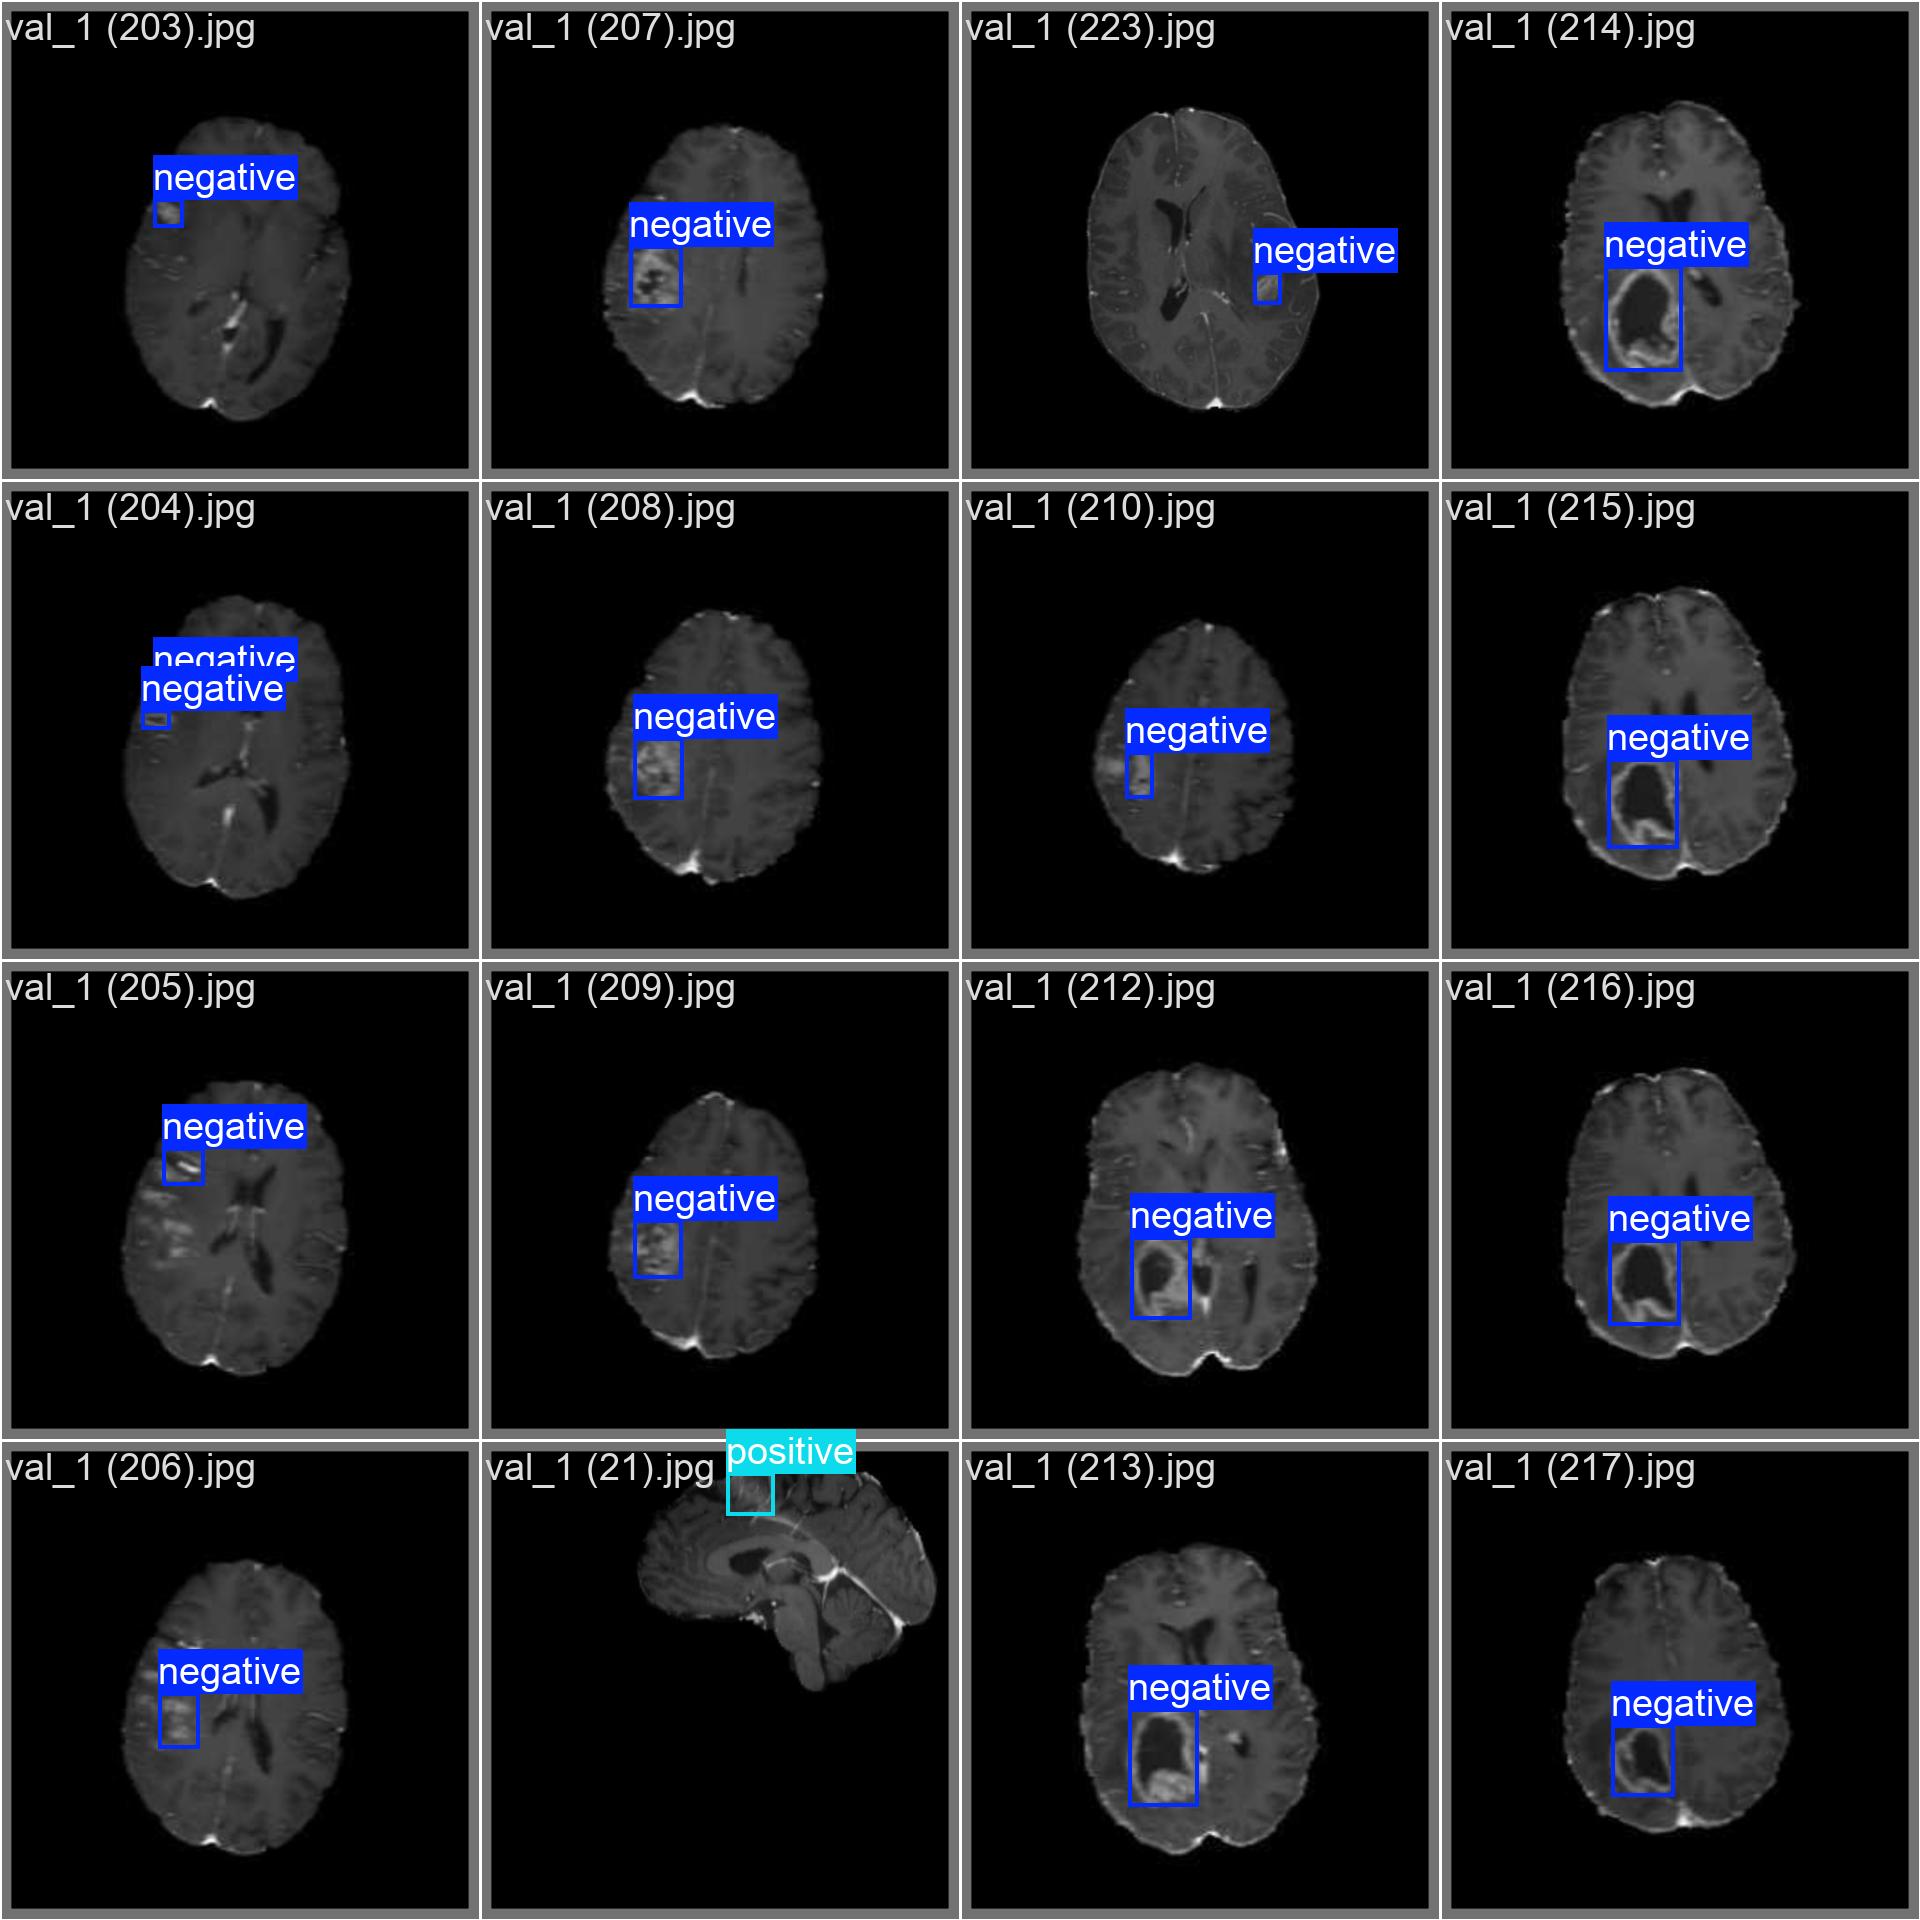 val_1 (203).jpg
negative
val_1 (207).jpg
negative
val_1 (223).jpg
negative
val_1 (214).jpg
negative
val_1 (204).jpg
negative
negative
val_1 (208).jpg
negative
val_1 (210).jpg
negative
val_1 (215).jpg
negative
val_1 (205).jpg
negative
val_1 (209).jpg
negative
val_1 (212).jpg
negative
val_1 (216).jpg
negative
val_1 (206).jpg
negative
val_1 (21).jpg
positive
val_1 (213).jpg
negative
val_1 (217).jpg
negative